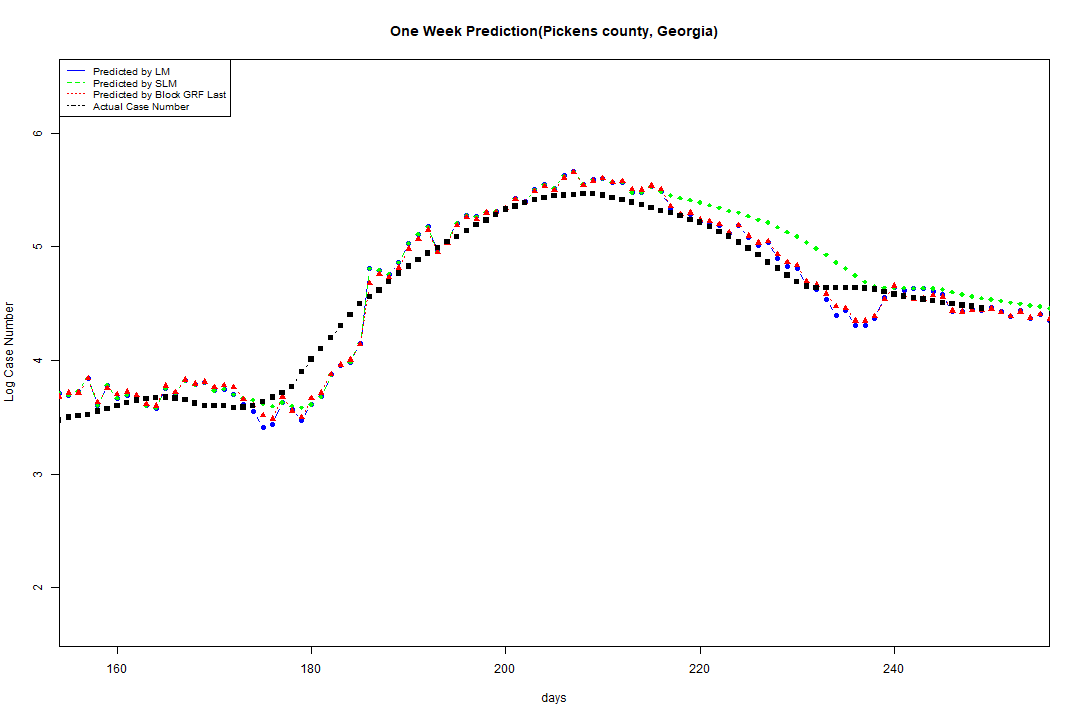 One Week Prediction(Pickens county, Georgia)
Predicted by LM
Predicted by SLM
Predicted by Block GRF Last
Actual Case Number
6
5
4
3
2
Log Case Number
160 180 200 220 240
days